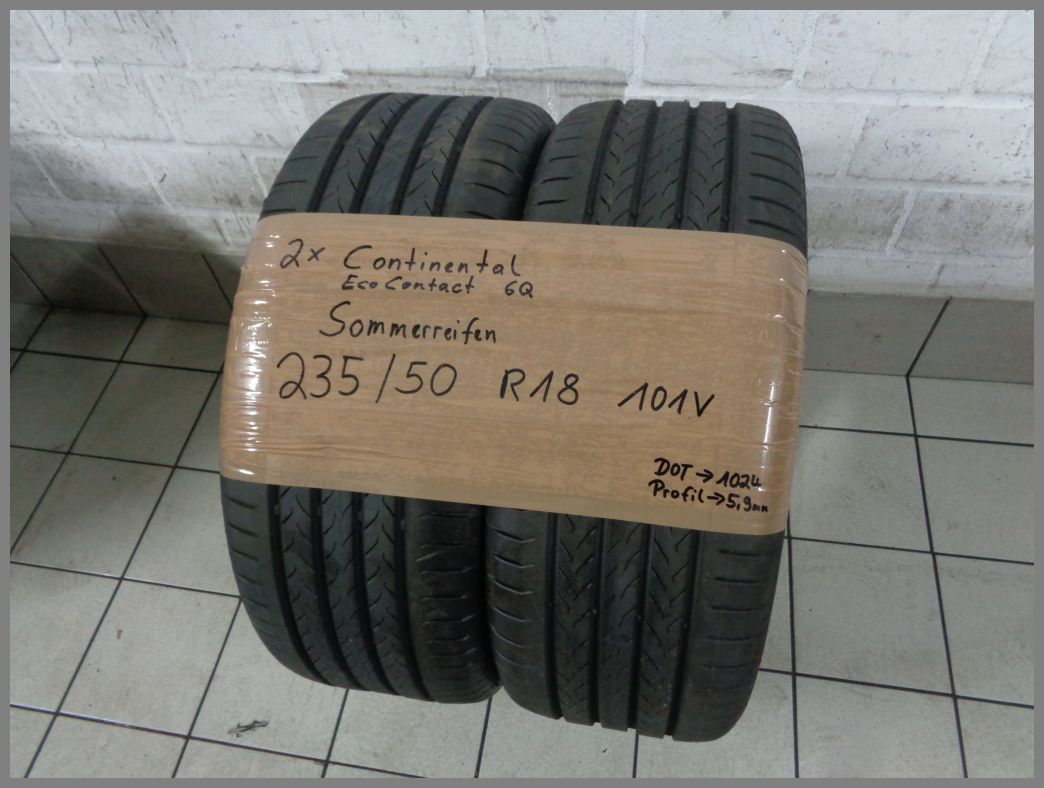 2x Continental
EcoContact 6Q
Sommerreifen
235/50 R18 101V
DOT→1024
Profil→5,9mm